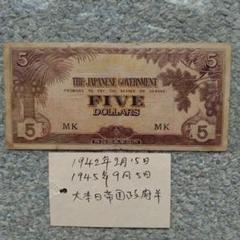 5
THE JAPANESE GOVERNMENT
PROMISES TO PAY THE BEARER ON DEMAND
5
FIVE
DOLLARS
5 MK MK 5
1942年2月15日
1945年9月5日
大本日帝国政府年